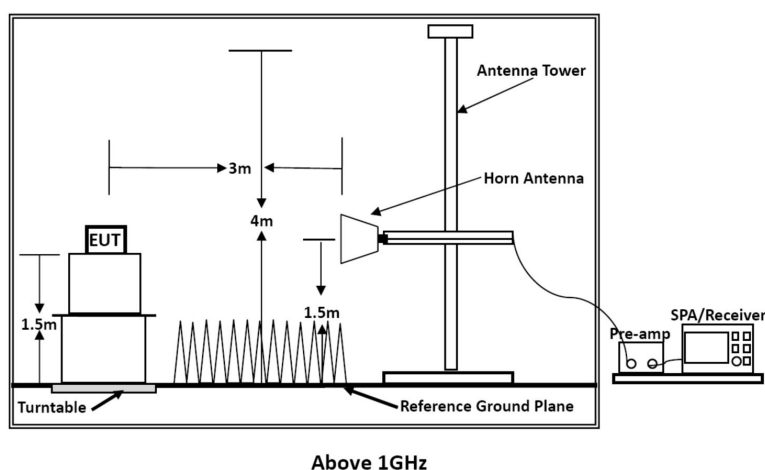 Antenna Tower
3m
Horn Antenna
4m
EUT
1.5m
1.5m
SPA/Receiver
Pre-amp
Turntable
Reference Ground Plane
Above 1GHz